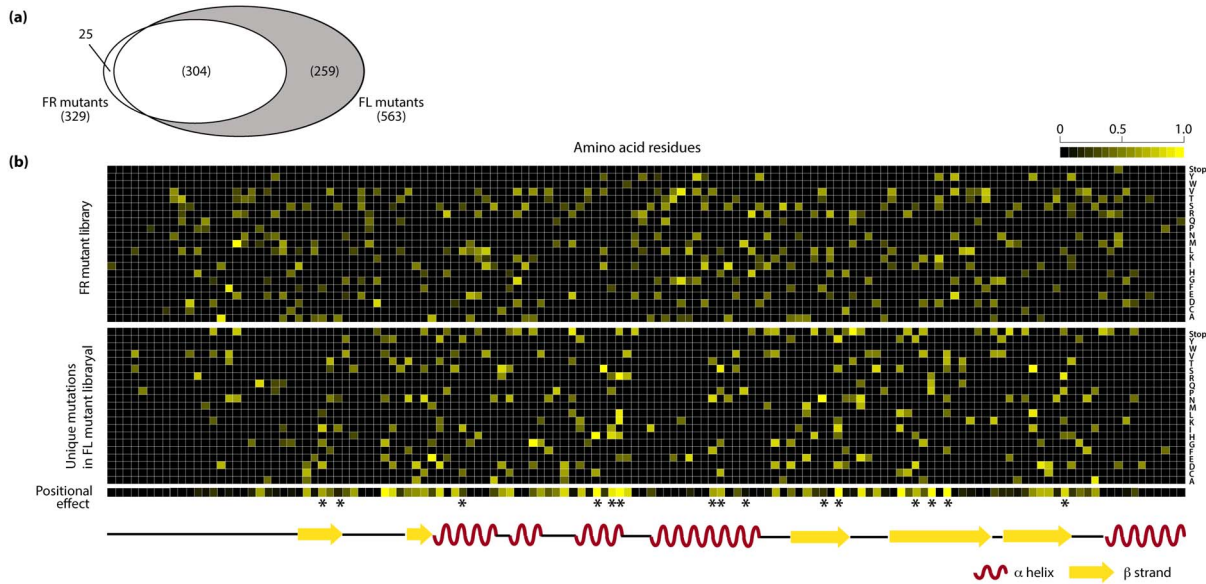 (a)
25
(304)
(259)
FR mutants
(329)
FL mutants
(563)
0 0.5 1.0
Amino acid residues
(b)
FR mutant library
Stop
Y
W
V
T
S
R
Q
P
N
M
L
K
I
H
G
F
E
D
C
A
Unique mutations
in FL mutant libraryal
Stop
Y
W
V
T
S
R
Q
P
N
M
L
K
I
H
G
F
E
D
C
A
Positional
effect
* * * * * * * * * * * * * * *
α helix
β strand